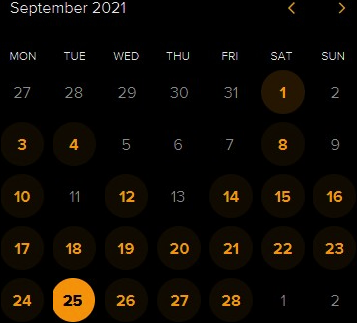 September 2021 < >
MON TUE WED THU FRI SAT SUN
27 28 29 30 31 1 2
3 4 5 6 7 8 9
10 11 12 13 14 15 16
17 18 19 20 21 22 23
24 25 26 27 28 1 2